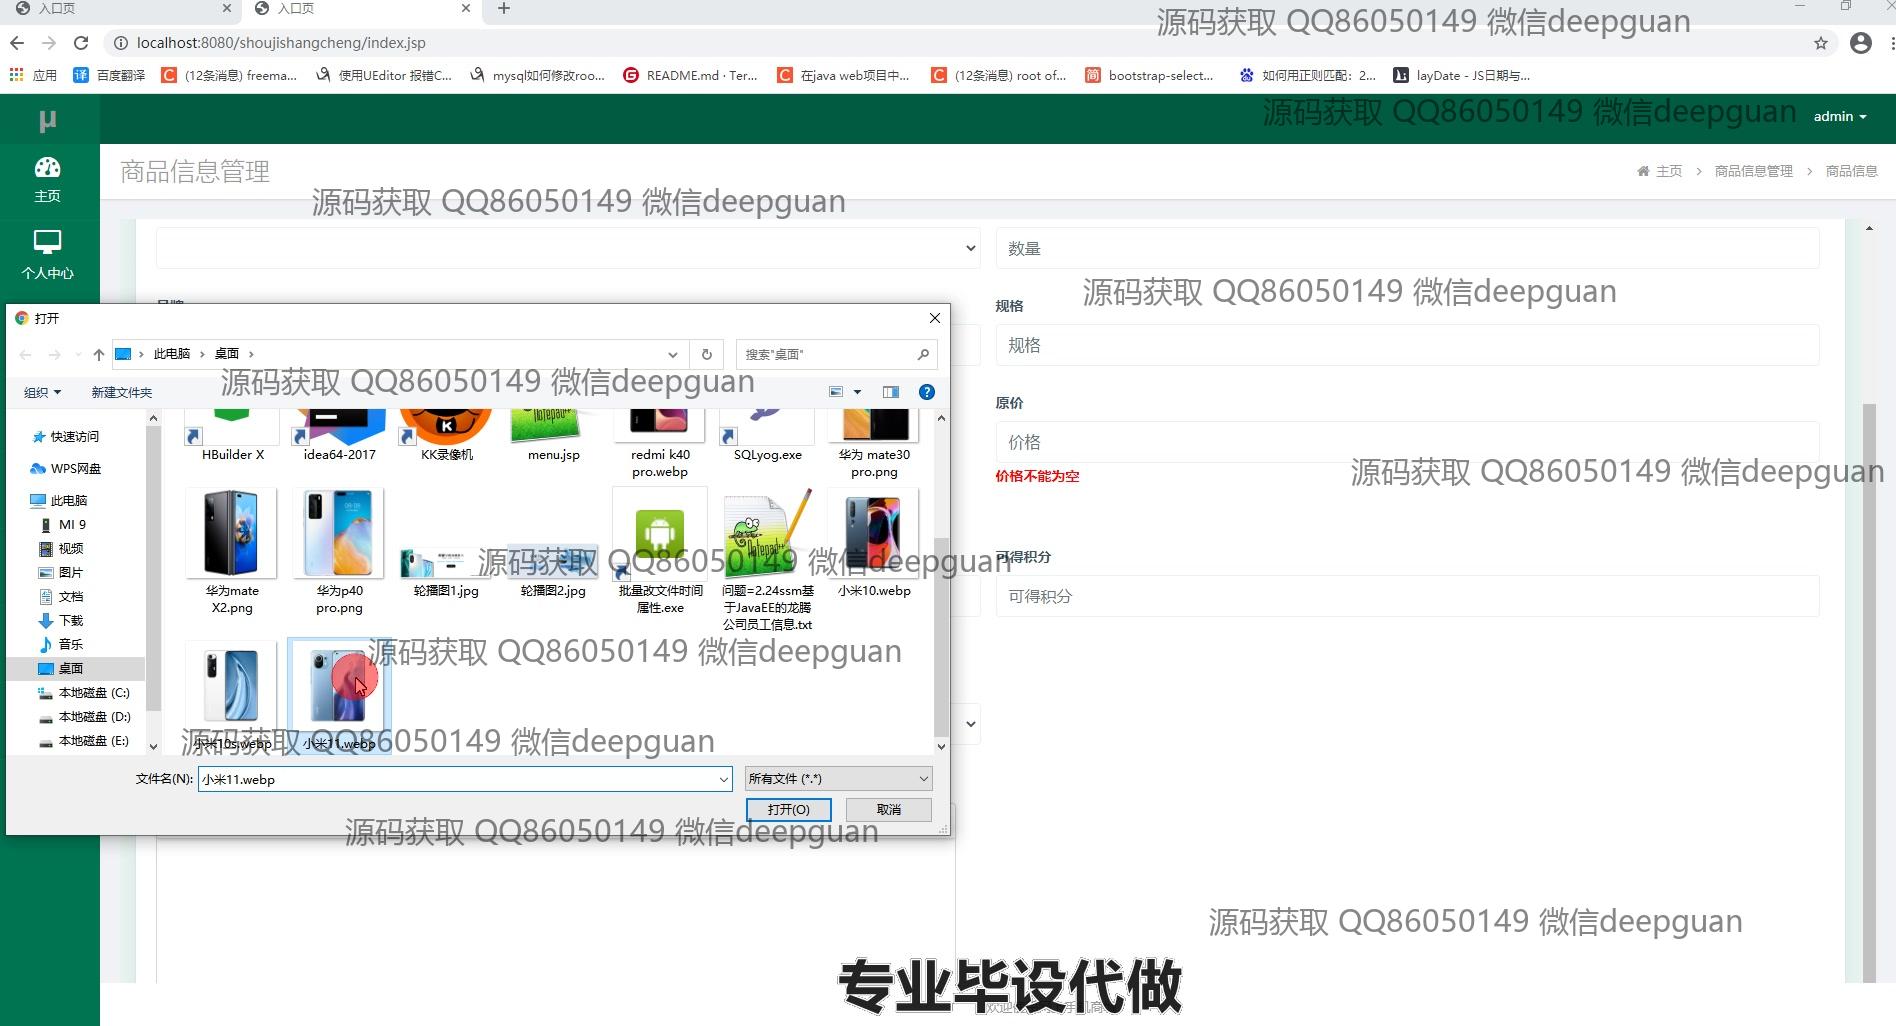 入口页
入口页
源码获取 QQ86050149 微信deepguan
localhost:8080/shoujishangcheng/index.jsp
应用
译 百度翻译
C (12条消息) freema...
使用UEditor 报错C...
mysql如何修改roo...
G README.md · Ter...
C 在java web项目中...
C (12条消息) root of...
简 bootstrap-select...
如何用正则匹配：2...
layDate - JS日期与...
μ
源码获取 QQ86050149 微信deepguan
admin
主页
商品信息管理
主页 > 商品信息管理 > 商品信息
源码获取 QQ86050149 微信deepguan
个人中心
数量
源码获取 QQ86050149 微信deepguan
规格
规格
原价
价格
价格不能为空
源码获取 QQ86050149 微信deepguan
可得积分
可得积分
打开
此电脑 > 桌面 >
搜索"桌面"
组织
新建文件夹
源码获取 QQ86050149 微信deepguan
快速访问
WPS网盘
此电脑
MI 9
视频
图片
文档
下载
音乐
桌面
本地磁盘 (C:)
本地磁盘 (D:)
本地磁盘 (E:)
HBuilder X
idea64-2017
K
KK录像机
Notepad++
menu.jsp
redmi k40
pro.webp
SQLyog.exe
华为 mate30
pro.png
华为mate
X2.png
华为p40
pro.png
轮播图1.jpg
轮播图2.jpg
批量改文件时间
属性.exe
Notepad++
问题=2.24ssm基
于JavaEE的龙腾
公司员工信息.txt
小米10.webp
源码获取 QQ86050149 微信deepguan
小米10s.webp
小米11.webp
源码获取 QQ86050149 微信deepguan
源码获取 QQ86050149 微信deepguan
文件名(N):
小米11.webp
所有文件 (*.*)
打开(O)
取消
源码获取 QQ86050149 微信deepguan
源码获取 QQ86050149 微信deepguan
专业毕设代做